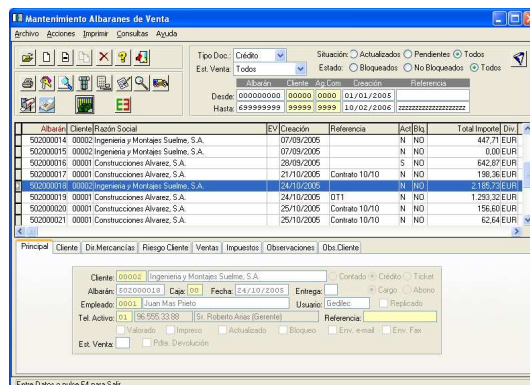 Mantenimiento Albaranes de Venta
Archivo Acciones Imprimir Consultas Ayuda
Tipo Doc.: Crédito Situación: Actualizados Pendientes Todos
Est. Venta: Todos Estado: Bloqueados No Bloqueados Todos
Albarán Cliente Ag.Com Creación Referencia
Desde: 000000000 00000 0000 01/01/2005
Hasta: 699999999 99999 9999 10/02/2006 zzzzzzzzzzzzzzzzzzzz
Albarán Cliente Razón Social EV Creación Referencia Act Blq. Total Importe Div.
502000014 00002 Ingenieria y Montajes Suelme, S.A. 07/09/2005 N NO 447,71 EUR
502000015 00002 Ingenieria y Montajes Suelme, S.A. 07/09/2005 N NO 0,00 EUR
502000016 00001 Construcciones Alvarez, S.A. 28/09/2005 S NO 642,87 EUR
502000017 00001 Construcciones Alvarez, S.A. 21/10/2005 Contrato 10/10 N NO 198,36 EUR
502000018 00002 Ingenieria y Montajes Suelme, S.A. 24/10/2005 N NO 2.185,73 EUR
502000019 00001 Construcciones Alvarez, S.A. 24/10/2005 OT1 N NO 1.293,32 EUR
502000020 00001 Construcciones Alvarez, S.A. 25/10/2005 Contrato 10/10 N NO 156,60 EUR
502000021 00001 Construcciones Alvarez, S.A. 25/10/2005 Contrato 10/10 N NO 62,64 EUR
Principal Cliente Dir.Mercancías Riesgo Cliente Ventas Impuestos Observaciones Obs.Cliente
Cliente: 00002 Ingenieria y Montajes Suelme, S.A. Contado Crédito Ticket
Albarán: 502000018 Caja: 00 Fecha: 24/10/2005 Entrega: Cargo Abono
Empleado: 0001 Juan Mas Prieto Usuario: Gedilec Replicado
Tel. Activo: 01 96.555.33.88 Sr. Roberto Arias (Gerente) Referencia:
Valorado Impreso Actualizado Bloqueo Env. e-mail Env. Fax
Est. Venta: Pdte. Devolución
Entre Datos o pulse F4 para Salir